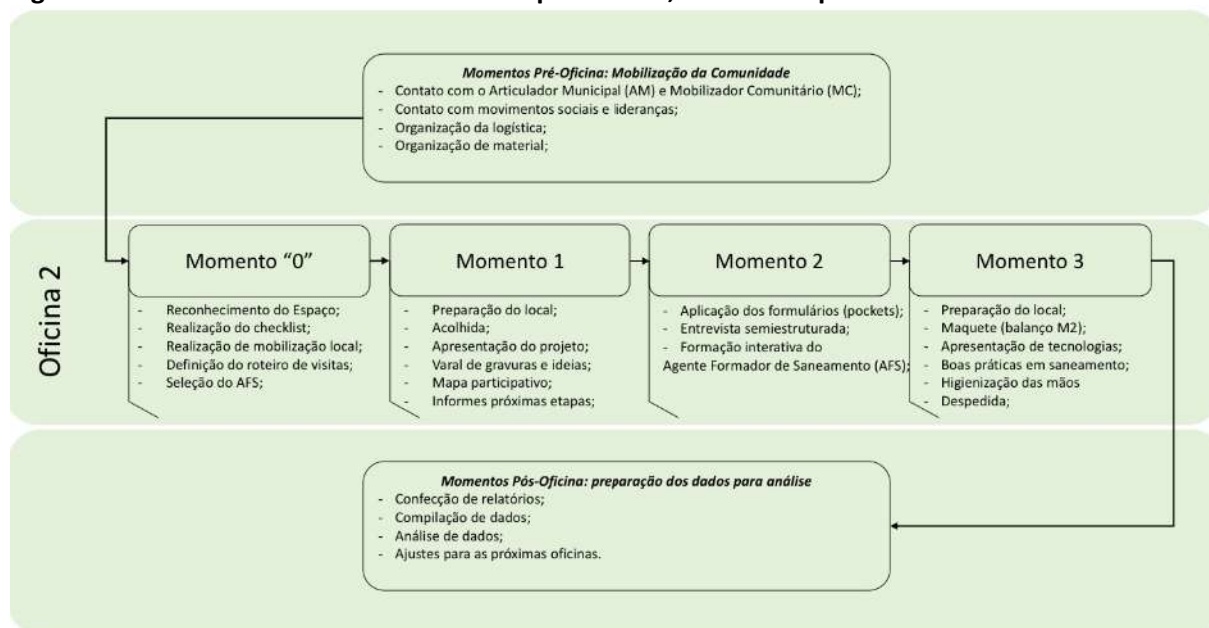 Momentos Pré-Oficina: Mobilização da Comunidade
- Contato com o Articulador Municipal (AM) e Mobilizador Comunitário (MC);
- Contato com movimentos sociais e lideranças;
- Organização da logística;
- Organização de material;
Oficina 2
Momento “0”
- Reconhecimento do Espaço;
- Realização do checklist;
- Realização de mobilização local;
- Definição do roteiro de visitas;
- Seleção do AFS;
Momento 1
- Preparação do local;
- Acolhida;
- Apresentação do projeto;
- Varal de gravuras e ideias;
- Mapa participativo;
- Informes próximas etapas;
Momento 2
- Aplicação dos formulários (pockets);
- Entrevista semiestruturada;
- Formação interativa do
Agente Formador de Saneamento (AFS);
Momento 3
- Preparação do local;
- Maquete (balanço M2);
- Apresentação de tecnologias;
- Boas práticas em saneamento;
- Higienização das mãos
- Despedida;
Momentos Pós-Oficina: preparação dos dados para análise
- Confecção de relatórios;
- Compilação de dados;
- Análise de dados;
- Ajustes para as próximas oficinas.